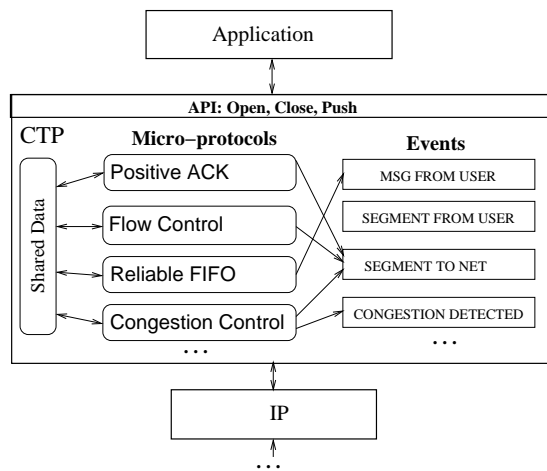 Application
API: Open, Close, Push
CTP
Micro−protocols
Events
Shared Data
Positive ACK
Flow Control
Reliable FIFO
Congestion Control
...
MSG FROM USER
SEGMENT FROM USER
SEGMENT TO NET
CONGESTION DETECTED
...
IP
...